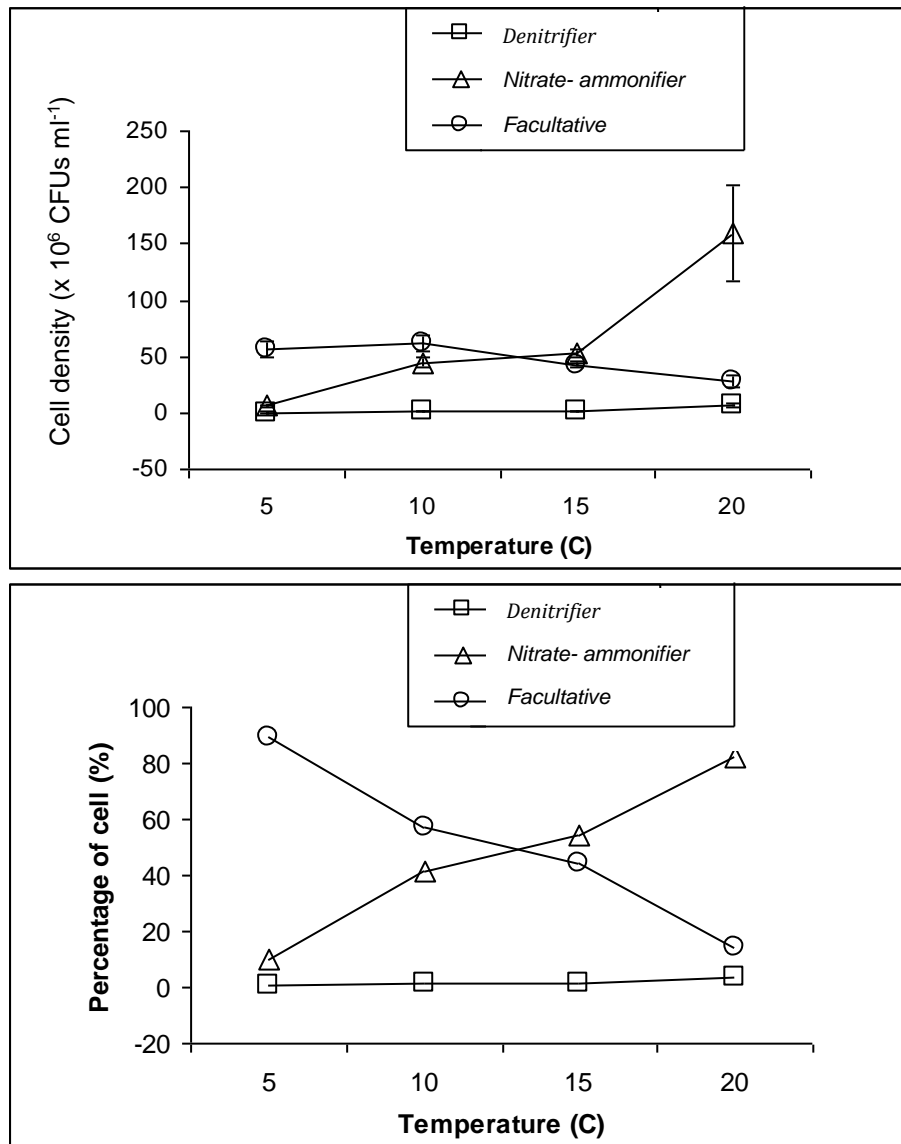 Denitrifier
Nitrate- ammonifier
Facultative
250
200
150
100
50
0
-50
Cell density (x 10⁶ CFUs ml⁻¹)
5 10 15 20
Temperature (C)
Denitrifier
Nitrate- ammonifier
Facultative
100
80
60
40
20
0
-20
Percentage of cell (%)
5 10 15 20
Temperature (C)